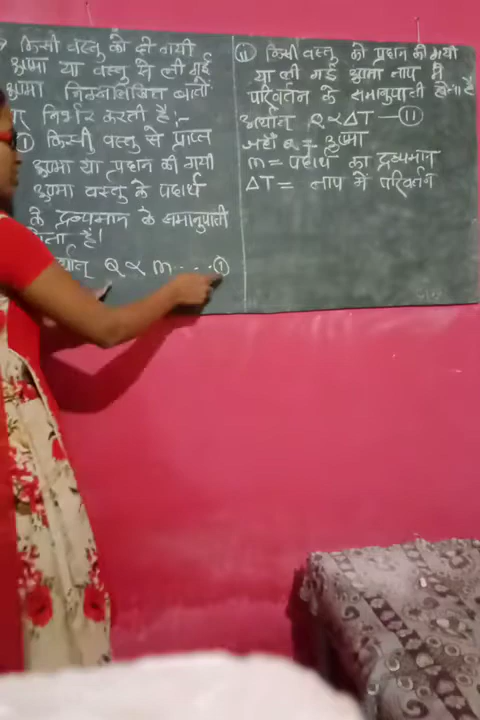 किसी वस्तु को दी गयी
ऊष्मा या वस्तु से ली गई
ऊष्मा निम्नलिखित बातों
पर निर्भर करती है:-
① किसी वस्तु से प्राप्त
ऊष्मा या प्रदान की गयी
ऊष्मा वस्तु के पदार्थ
के द्रव्यमान के समानुपाती
होता है।
अर्थात् Q ∝ m....①
⑪ किसी वस्तु को प्रदान की गयी
या ली गई ऊष्मा ताप में
परिवर्तन के समानुपाती होता है
अर्थात् Q ∝ ΔT — ⑪
जहाँ Q = ऊष्मा
m = पदार्थ का द्रव्यमान
ΔT = ताप में परिवर्तन